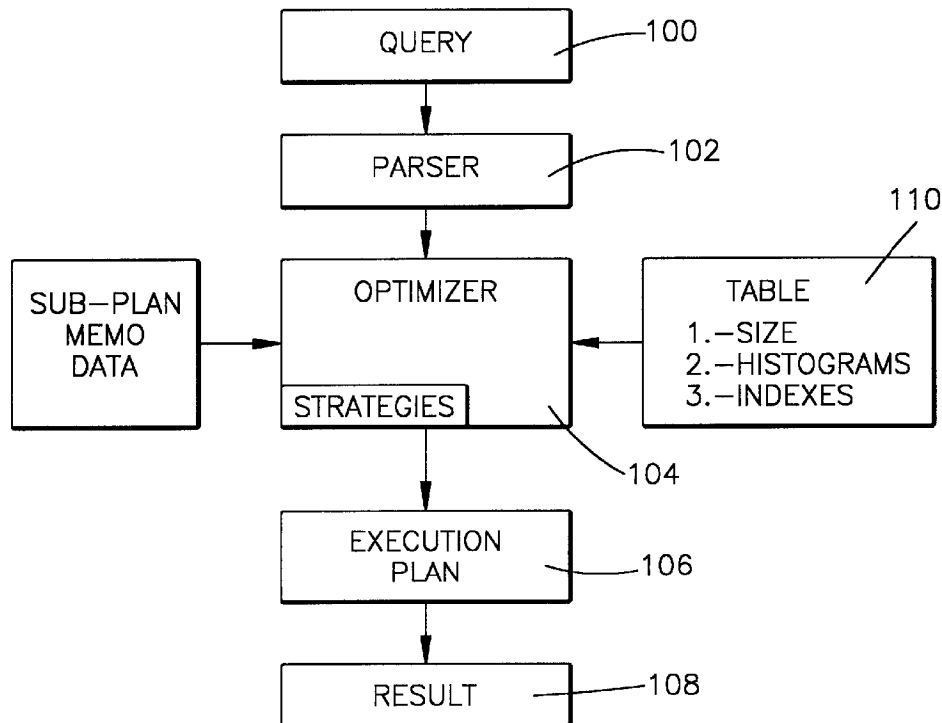 QUERY
100
PARSER
102
110
SUB-PLAN
MEMO
DATA
OPTIMIZER
STRATEGIES
TABLE
1.-SIZE
2.-HISTOGRAMS
3.-INDEXES
104
EXECUTION
PLAN
106
RESULT
108